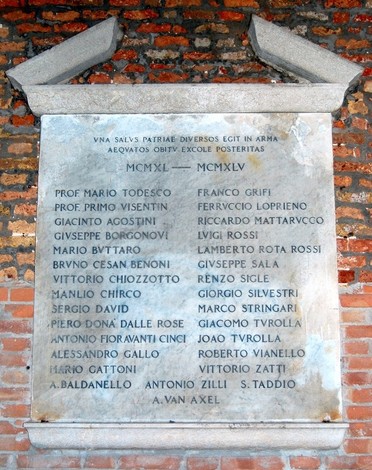 VNA SALVS PATRIAE DIVERSOS EGIT IN ARMA
AEQVATOS OBITV EXCOLE POSTERITAS
MCMXL — MCMXLV
PROF. MARIO TODESCO
PROF. PRIMO VISENTIN
GIACINTO AGOSTINI
GIVSEPPE BORGONOVI
MARIO BVTTARO
BRVNO CESAN BENONI
VITTORIO CHIOZZOTTO
MANLIO CHIRCO
SERGIO DAVID
PIERO DONA' DALLE ROSE
ANTONIO FIORAVANTI CINCI
ALESSANDRO GALLO
MARIO GATTONI
FRANCO GRIFI
FERRVCCIO LOPRIENO
RICCARDO MATTARVCCO
LVIGI ROSSI
LAMBERTO ROTA ROSSI
GIVSEPPE SALA
RENZO SIGLE
GIORGIO SILVESTRI
MARCO STRINGARI
GIACOMO TVROLLA
JOAO TVROLLA
ROBERTO VIANELLO
VITTORIO ZATTI
A. BALDANELLO ANTONIO ZILLI S. TADDIO
A. VAN AXEL